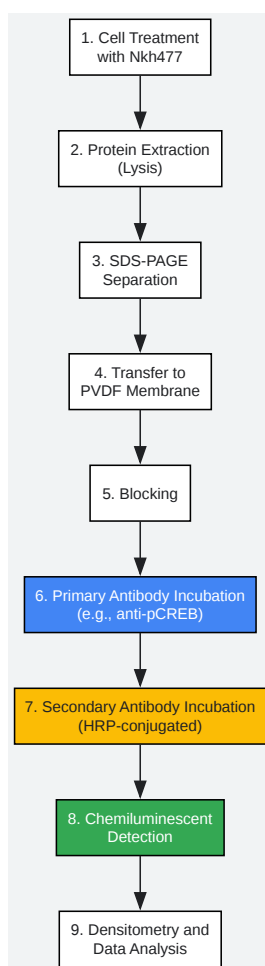 1. Cell Treatment
with Nkh477
2. Protein Extraction
(Lysis)
3. SDS-PAGE
Separation
4. Transfer to
PVDF Membrane
5. Blocking
6. Primary Antibody Incubation
(e.g., anti-pCREB)
7. Secondary Antibody Incubation
(HRP-conjugated)
8. Chemiluminescent
Detection
9. Densitometry and
Data Analysis